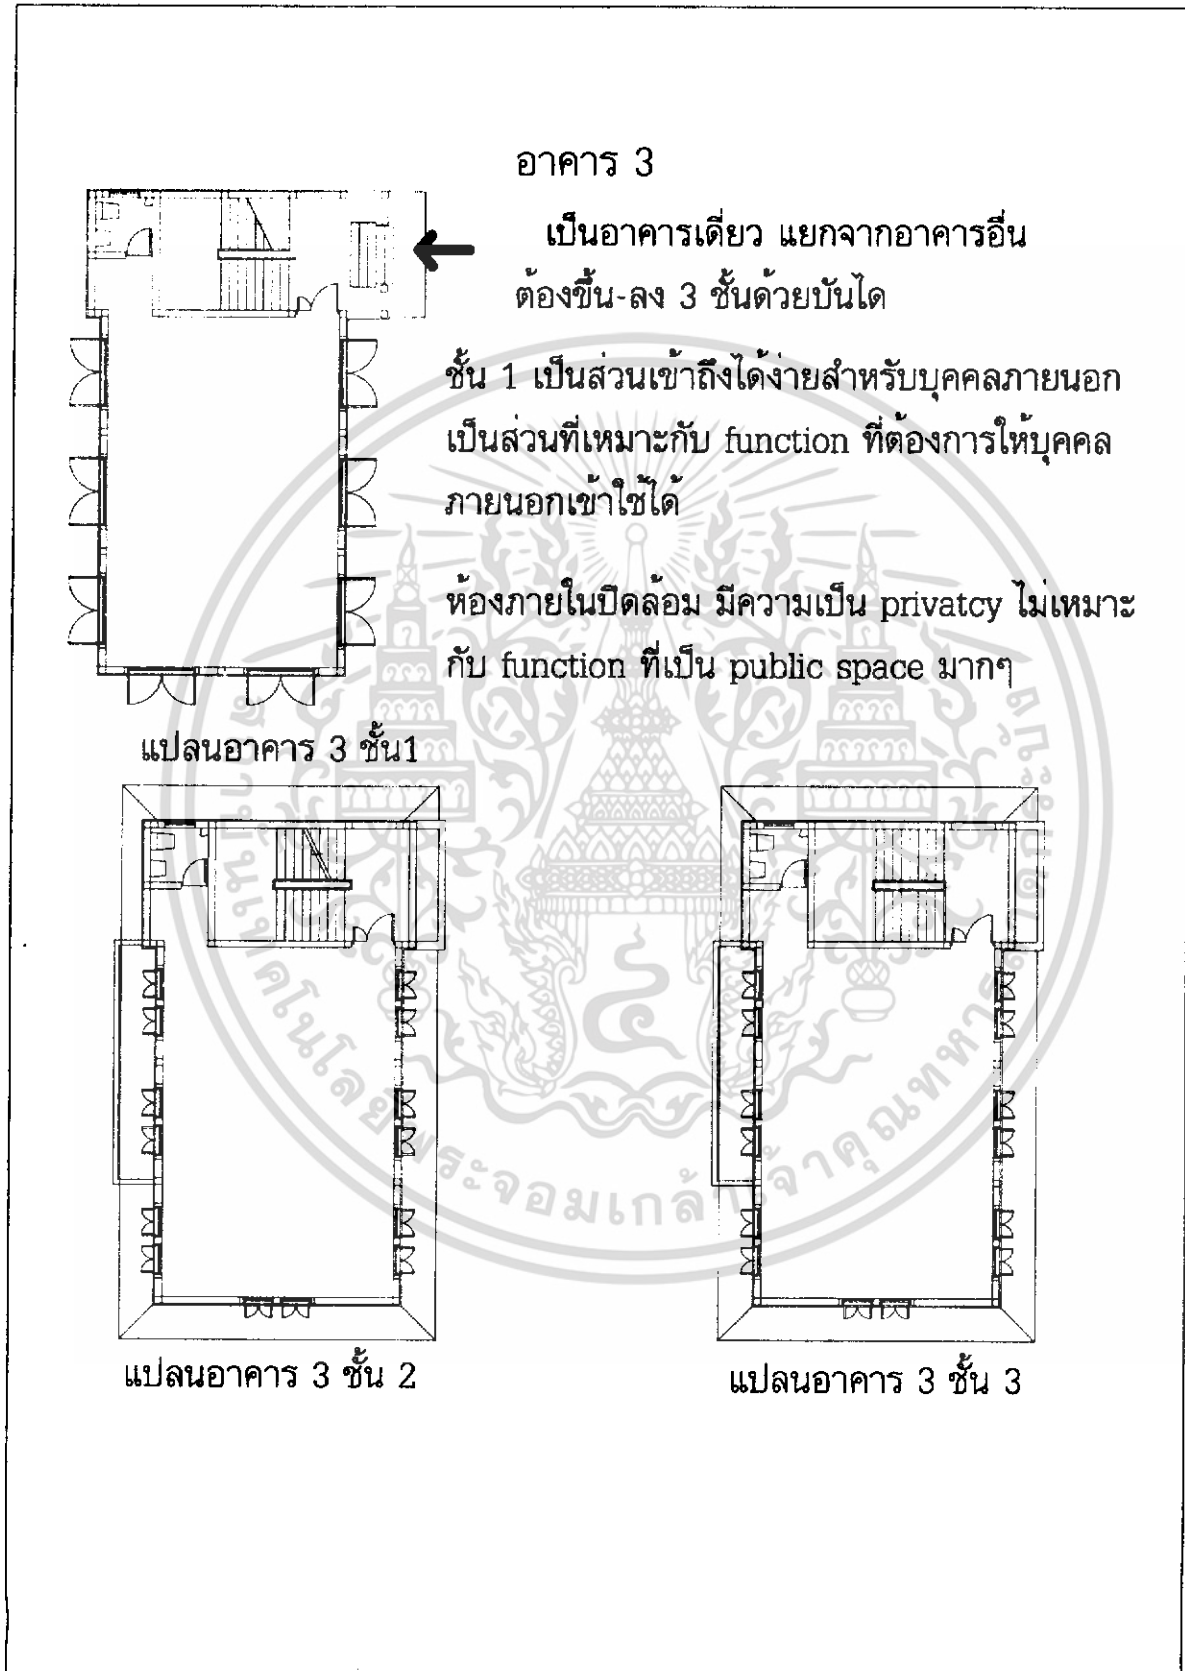 อาคาร 3
เป็นอาคารเดี่ยว แยกจากอาคารอื่น
ต้องขึ้น-ลง 3 ชั้นด้วยบันได
ชั้น 1 เป็นส่วนเข้าถึงได้ง่ายสำหรับบุคคลภายนอก
เป็นส่วนที่เหมาะกับ function ที่ต้องการให้บุคคล
ภายนอกเข้าใช้ได้
ห้องภายในปิดล้อม มีความเป็น privatcy ไม่เหมาะ
กับ function ที่เป็น public space มากๆ
แปลนอาคาร 3 ชั้น1
แปลนอาคาร 3 ชั้น 2
แปลนอาคาร 3 ชั้น 3